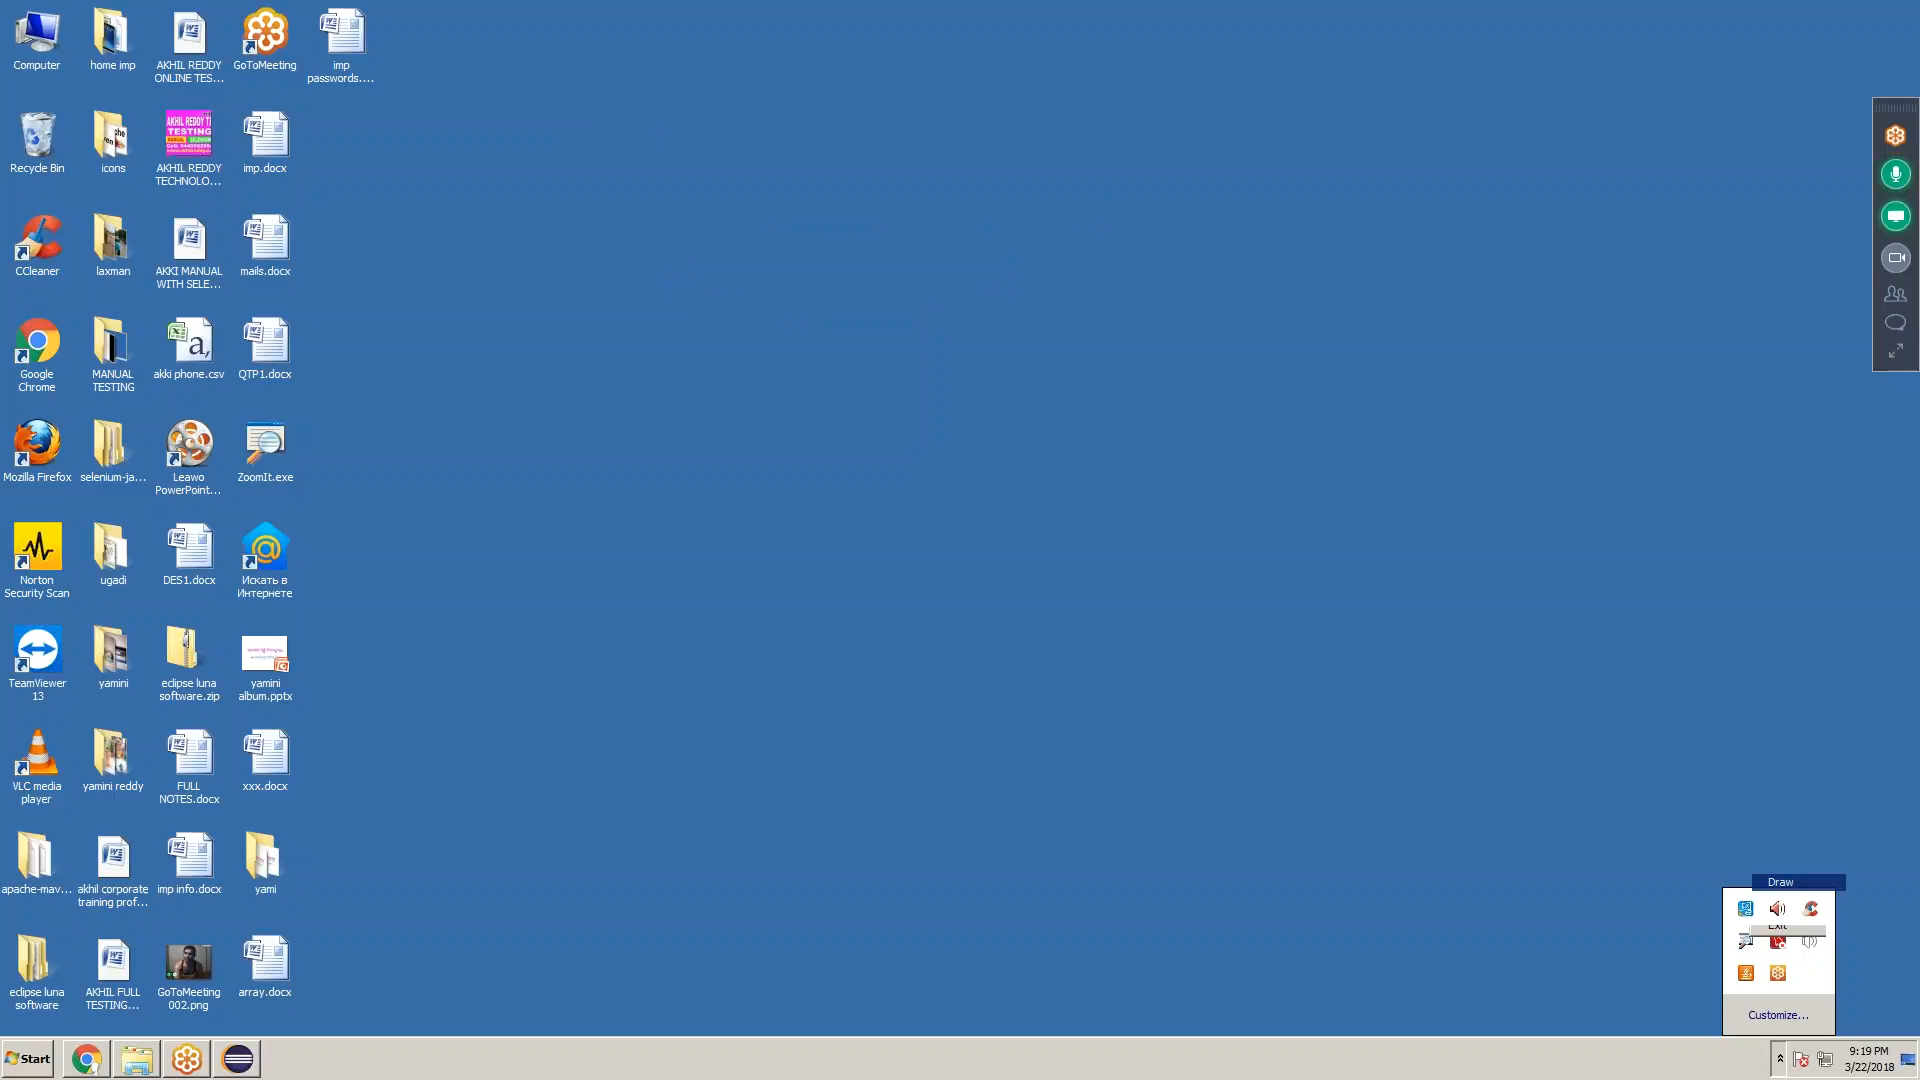 Computer
home imp
AKHIL REDDY
ONLINE TES...
GoToMeeting
imp
passwords....
Recycle Bin
icons
AKHIL REDDY
TECHNOLO...
imp.docx
CCleaner
laxman
AKKI MANUAL
WITH SELE...
mails.docx
Google
Chrome
MANUAL
TESTING
akki phone.csv
QTP1.docx
Mozilla Firefox
selenium-ja...
Leawo
PowerPoint...
ZoomIt.exe
Norton
Security Scan
ugadi
DES1.docx
Искать в
Интернете
TeamViewer
13
yamini
eclipse luna
software.zip
yamini
album.pptx
VLC media
player
yamini reddy
FULL
NOTES.docx
xxx.docx
apache-mav...
akhil corporate
training prof...
imp info.docx
yami
eclipse luna
software
AKHIL FULL
TESTING...
GoToMeeting
002.png
array.docx
Draw
Exit
Customize...
Start
9:19 PM
3/22/2018